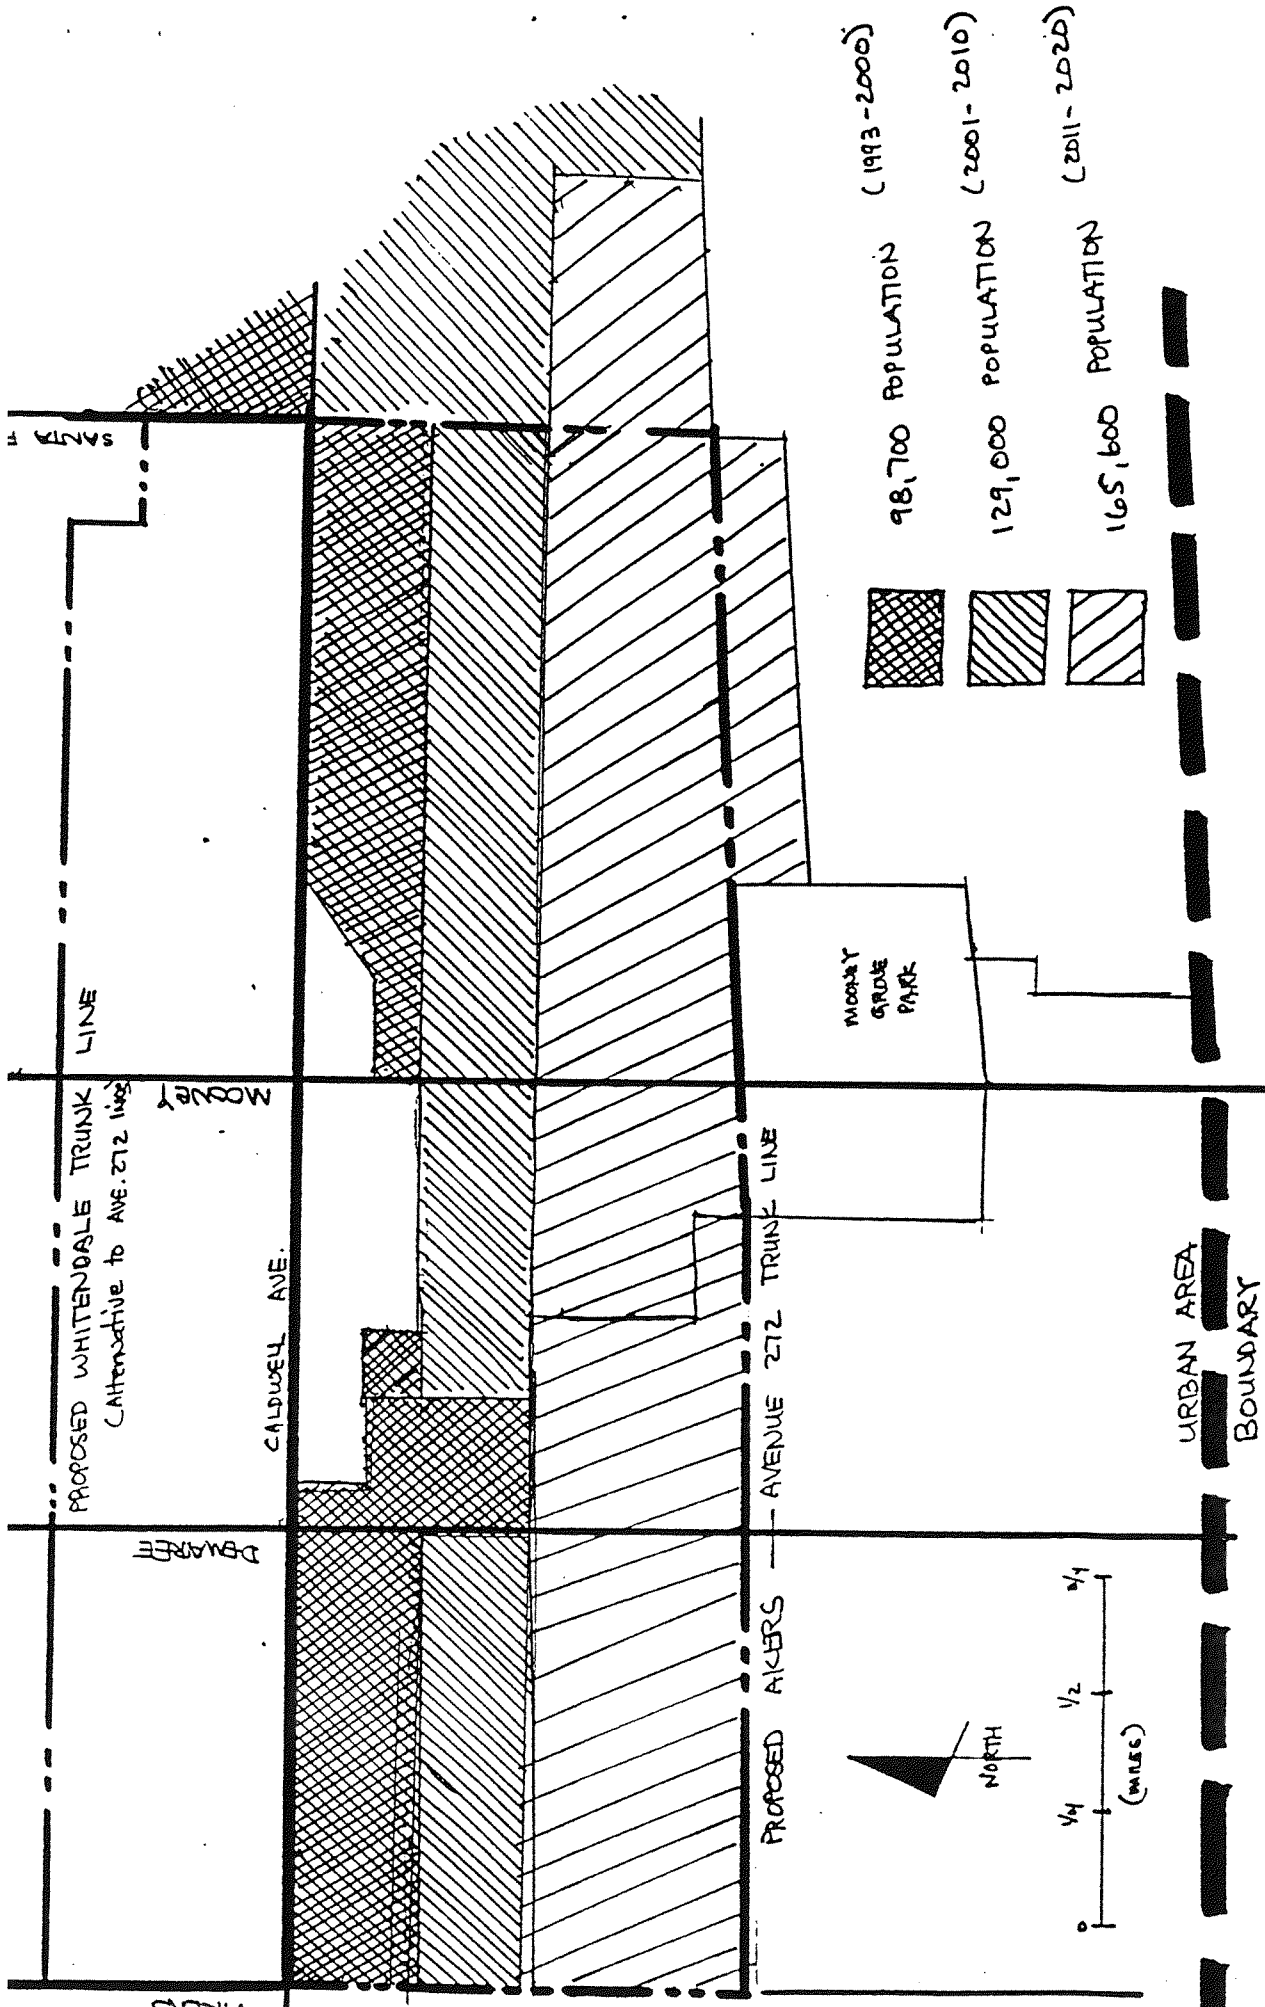 PROPOSED WHITENDALE TRUNK LINE
(Alternative to AVE. 272 line)
MOONEY
DEMAREE
CALDWELL AVE.
MOONEY
GROVE
PARK
PROPOSED AKERS — AVENUE 272 TRUNK LINE
98,700 POPULATION (1993-2000)
129,000 POPULATION (2001-2010)
165,600 POPULATION (2011-2020)
NORTH
0 1/4 1/2 3/4
(MILES)
URBAN AREA
BOUNDARY